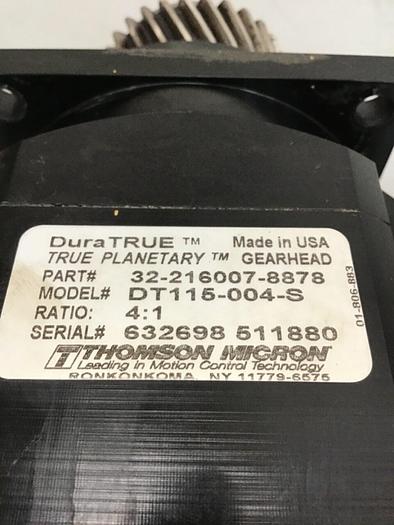 DuraTRUE ™ Made in USA
TRUE PLANETARY ™ GEARHEAD
PART# 32-216007-8878
MODEL# DT115-004-S
RATIO: 4:1
SERIAL# 632698 511880
THOMSON MICRON
Leading in Motion Control Technology
RONKONKOMA, NY 11779-6575
01-806-883